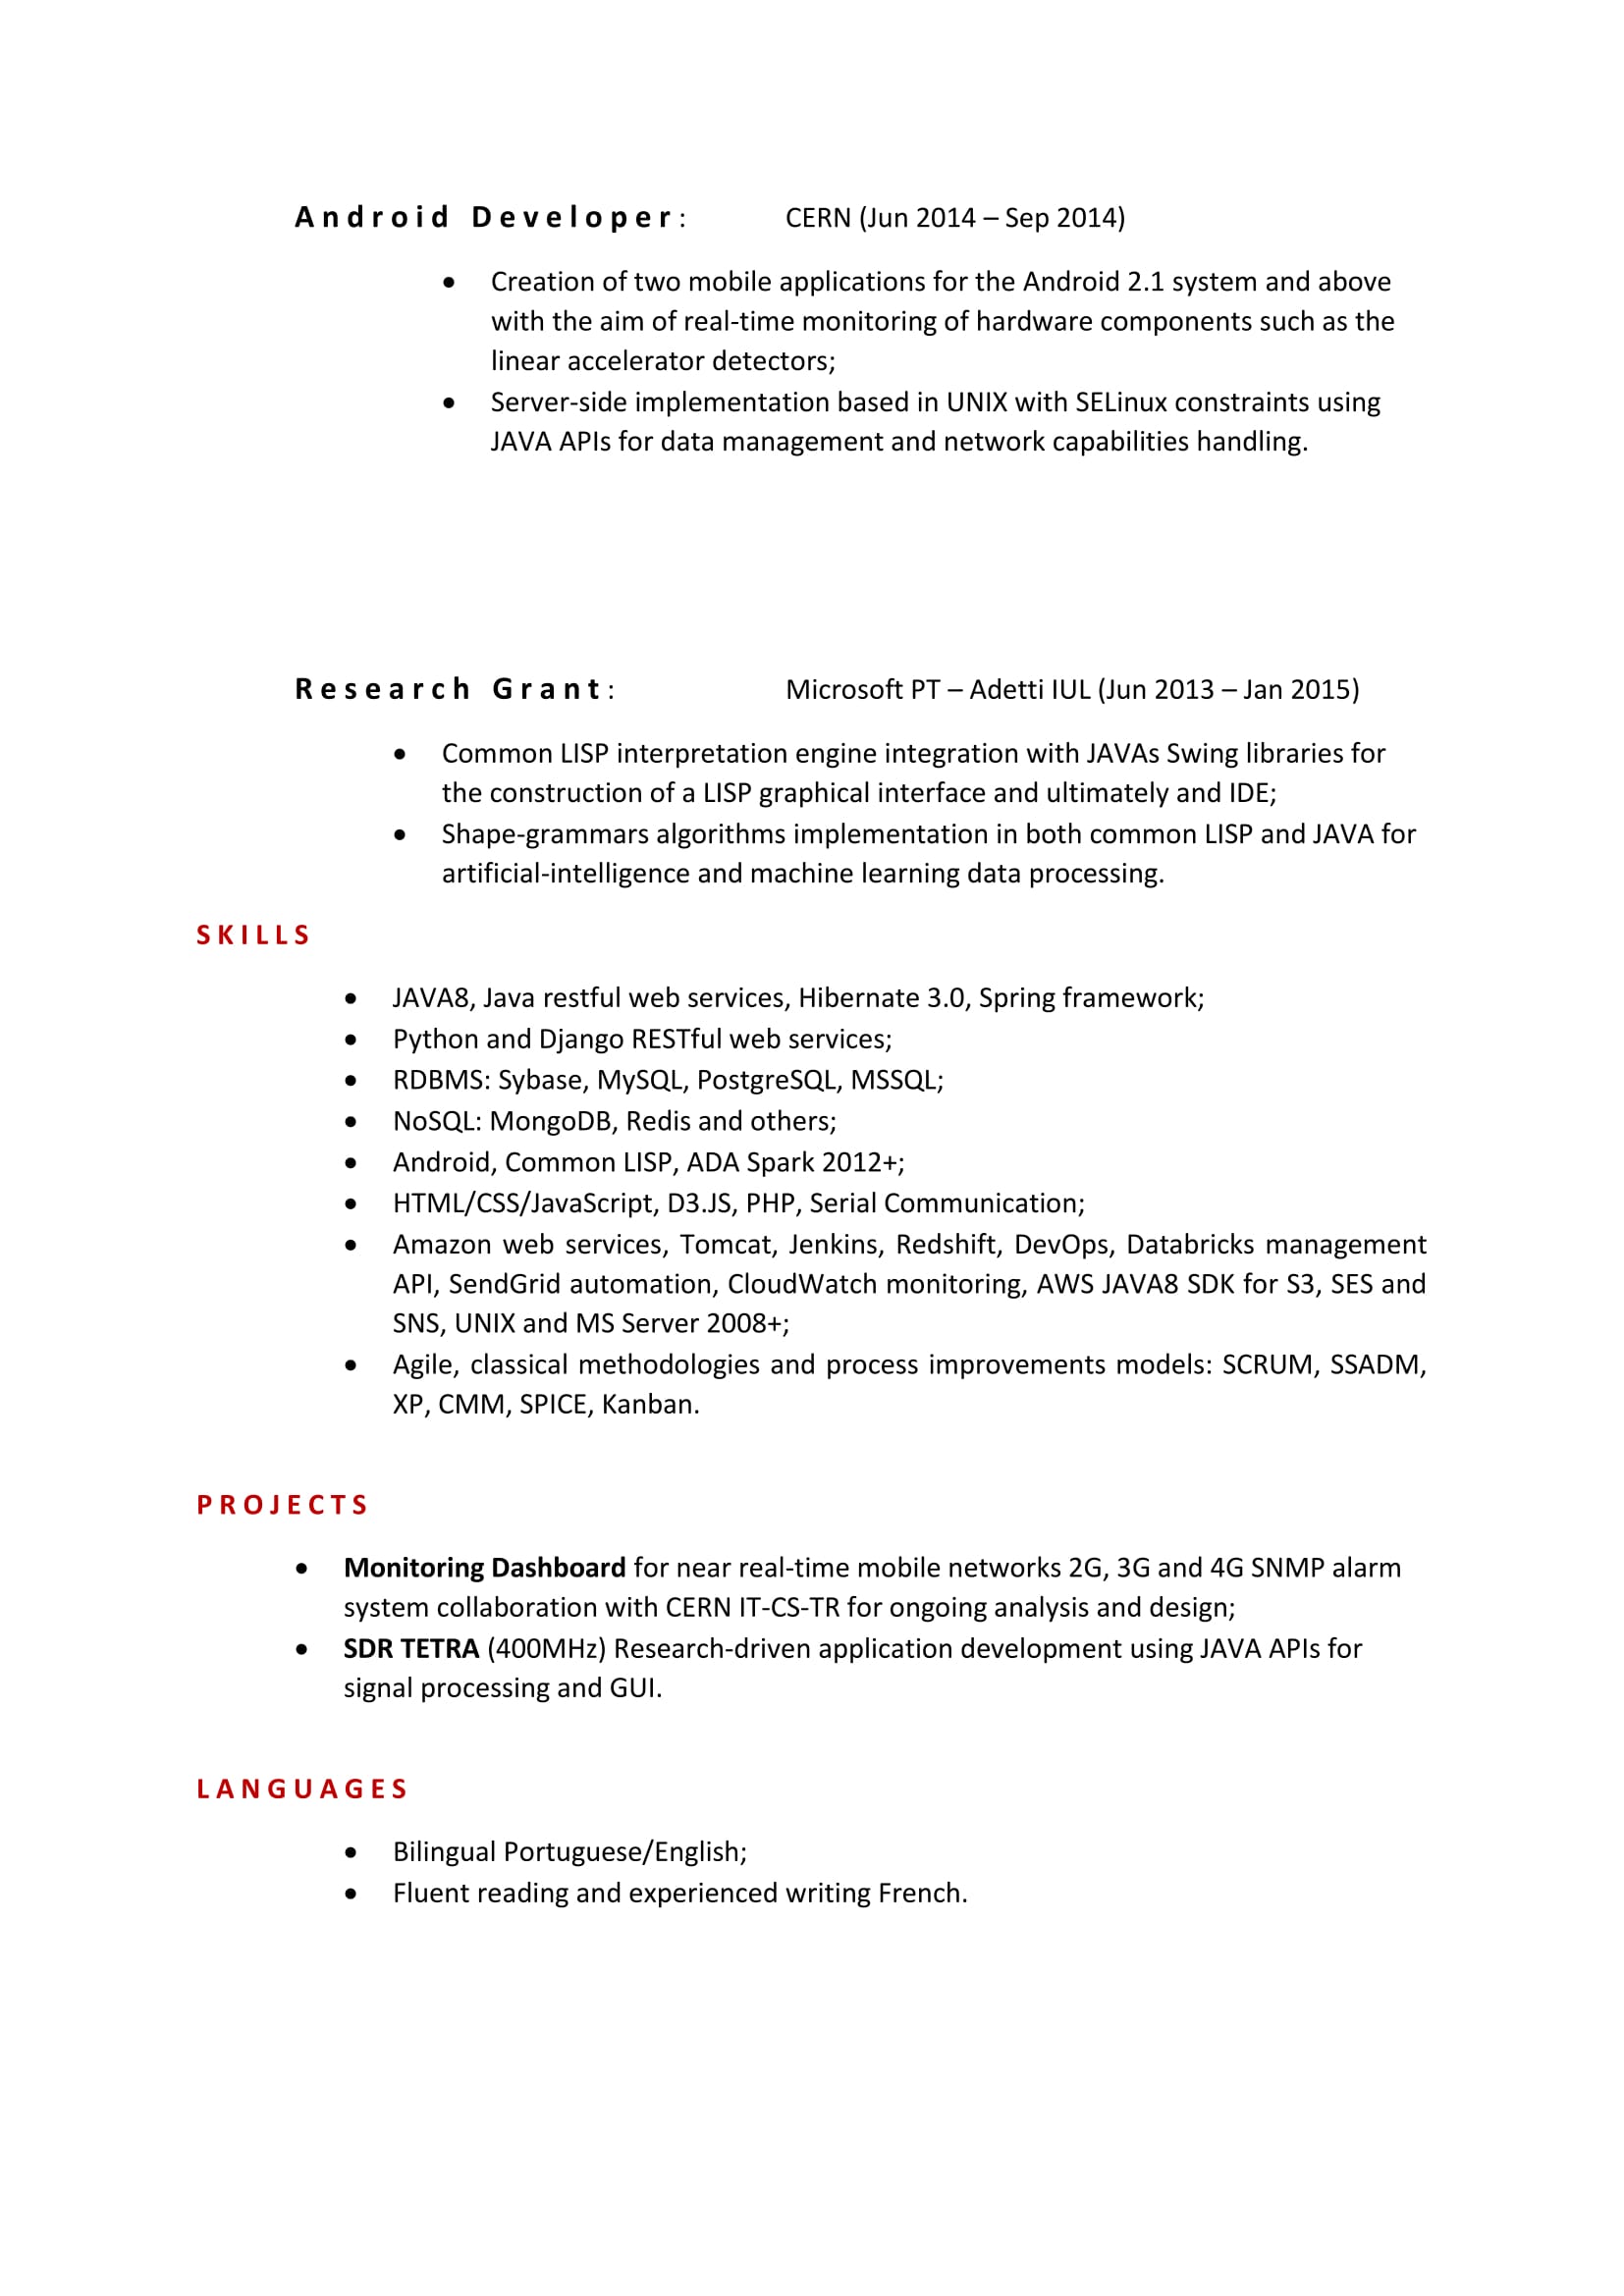 Android Developer: CERN (Jun 2014 – Sep 2014)
• Creation of two mobile applications for the Android 2.1 system and above
with the aim of real-time monitoring of hardware components such as the
linear accelerator detectors;
• Server-side implementation based in UNIX with SELinux constraints using
JAVA APIs for data management and network capabilities handling.
Research Grant: Microsoft PT – Adetti IUL (Jun 2013 – Jan 2015)
• Common LISP interpretation engine integration with JAVAs Swing libraries for
the construction of a LISP graphical interface and ultimately and IDE;
• Shape-grammars algorithms implementation in both common LISP and JAVA for
artificial-intelligence and machine learning data processing.
SKILLS
• JAVA8, Java restful web services, Hibernate 3.0, Spring framework;
• Python and Django RESTful web services;
• RDBMS: Sybase, MySQL, PostgreSQL, MSSQL;
• NoSQL: MongoDB, Redis and others;
• Android, Common LISP, ADA Spark 2012+;
• HTML/CSS/JavaScript, D3.JS, PHP, Serial Communication;
• Amazon web services, Tomcat, Jenkins, Redshift, DevOps, Databricks management
API, SendGrid automation, CloudWatch monitoring, AWS JAVA8 SDK for S3, SES and
SNS, UNIX and MS Server 2008+;
• Agile, classical methodologies and process improvements models: SCRUM, SSADM,
XP, CMM, SPICE, Kanban.
PROJECTS
• Monitoring Dashboard for near real-time mobile networks 2G, 3G and 4G SNMP alarm
system collaboration with CERN IT-CS-TR for ongoing analysis and design;
• SDR TETRA (400MHz) Research-driven application development using JAVA APIs for
signal processing and GUI.
LANGUAGES
• Bilingual Portuguese/English;
• Fluent reading and experienced writing French.